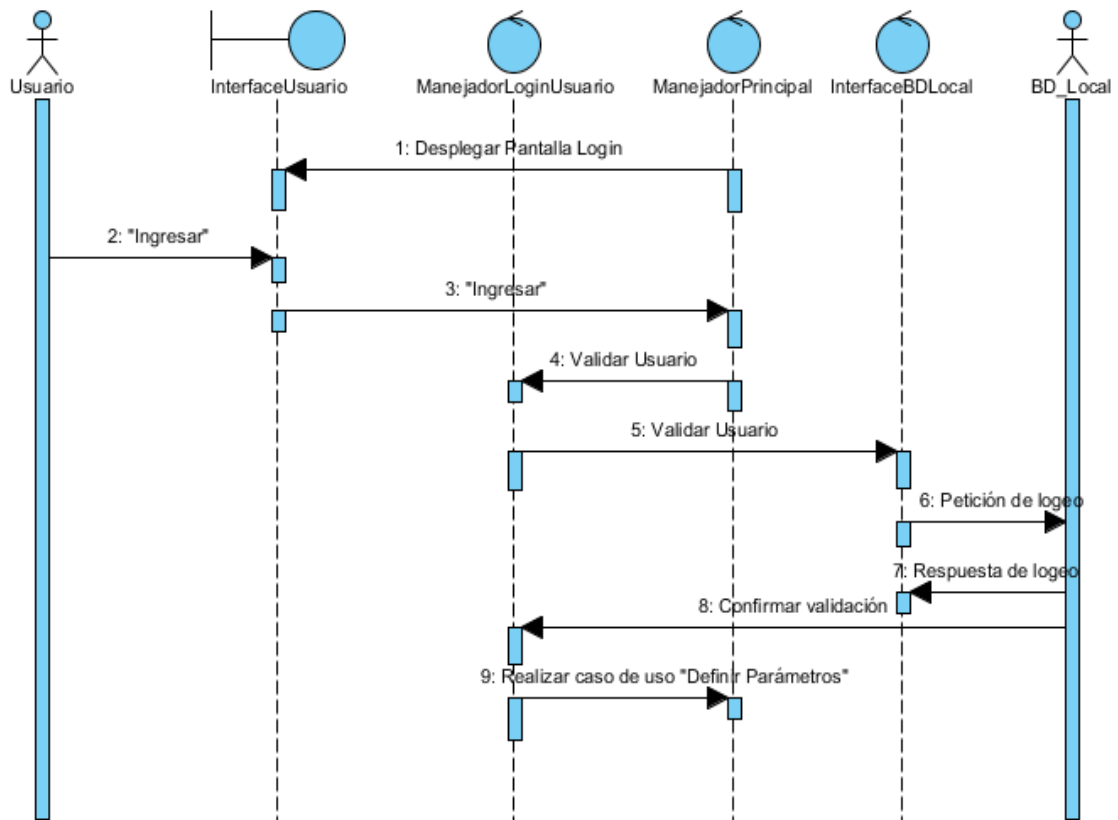 Usuario
InterfaceUsuario
ManejadorLoginUsuario
ManejadorPrincipal
InterfaceBDLocal
BD_Local
1: Desplegar Pantalla Login
2: "Ingresar"
3: "Ingresar"
4: Validar Usuario
5: Validar Usuario
6: Petición de logeo
7: Respuesta de logeo
8: Confirmar validación
9: Realizar caso de uso "Definir Parámetros"